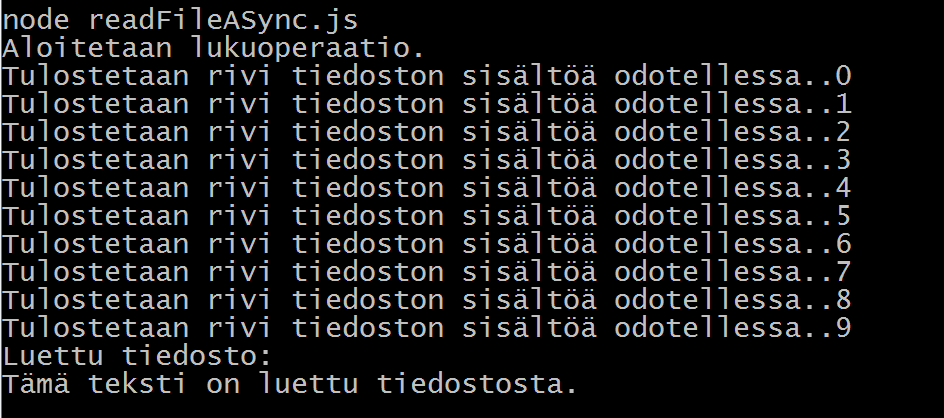 node readFileASync.js
Aloitetaan lukuoperaatio.
Tulostetaan rivi tiedoston sisältöä odotellessa..0
Tulostetaan rivi tiedoston sisältöä odotellessa..1
Tulostetaan rivi tiedoston sisältöä odotellessa..2
Tulostetaan rivi tiedoston sisältöä odotellessa..3
Tulostetaan rivi tiedoston sisältöä odotellessa..4
Tulostetaan rivi tiedoston sisältöä odotellessa..5
Tulostetaan rivi tiedoston sisältöä odotellessa..6
Tulostetaan rivi tiedoston sisältöä odotellessa..7
Tulostetaan rivi tiedoston sisältöä odotellessa..8
Tulostetaan rivi tiedoston sisältöä odotellessa..9
Luettu tiedosto:
Tämä teksti on luettu tiedostosta.